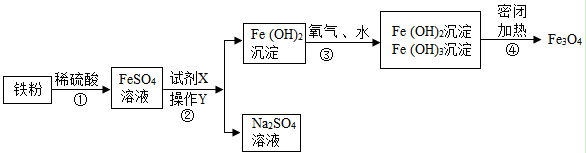 铁粉
稀硫酸
①
FeSO₄
溶液
试剂X
操作Y
②
Fe (OH)₂
沉淀
氧气、水
③
Fe (OH)₂沉淀
Fe (OH)₃沉淀
密闭
加热
④
Fe₃O₄
Na₂SO₄
溶液